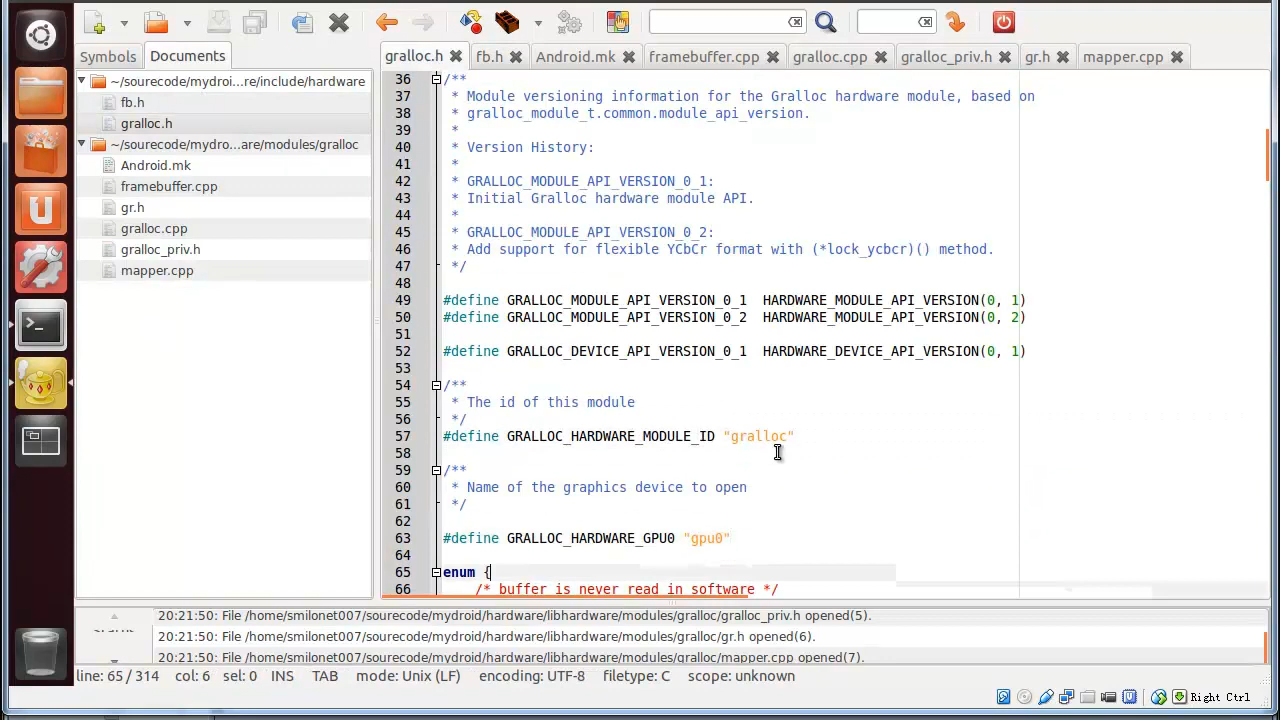 Symbols Documents
gralloc.h fb.h Android.mk framebuffer.cpp gralloc.cpp gralloc_priv.h gr.h mapper.cpp
~/sourecode/mydroi...re/include/hardware
fb.h
gralloc.h
~/sourecode/mydro...are/modules/gralloc
Android.mk
framebuffer.cpp
gr.h
gralloc.cpp
gralloc_priv.h
mapper.cpp
36 /**
37  * Module versioning information for the Gralloc hardware module, based on
38  * gralloc_module_t.common.module_api_version.
39  *
40  * Version History:
41  *
42  * GRALLOC_MODULE_API_VERSION_0_1:
43  * Initial Gralloc hardware module API.
44  *
45  * GRALLOC_MODULE_API_VERSION_0_2:
46  * Add support for flexible YCbCr format with (*lock_ycbcr)() method.
47  */
48
49 #define GRALLOC_MODULE_API_VERSION_0_1  HARDWARE_MODULE_API_VERSION(0, 1)
50 #define GRALLOC_MODULE_API_VERSION_0_2  HARDWARE_MODULE_API_VERSION(0, 2)
51
52 #define GRALLOC_DEVICE_API_VERSION_0_1  HARDWARE_DEVICE_API_VERSION(0, 1)
53
54 /**
55  * The id of this module
56  */
57 #define GRALLOC_HARDWARE_MODULE_ID "gralloc"
58
59 /**
60  * Name of the graphics device to open
61  */
62
63 #define GRALLOC_HARDWARE_GPU0 "gpu0"
64
65 enum {
66     /* buffer is never read in software */
20:21:50: File /home/smilonet007/sourecode/mydroid/hardware/libhardware/modules/gralloc/gralloc_priv.h opened(5).
20:21:50: File /home/smilonet007/sourecode/mydroid/hardware/libhardware/modules/gralloc/gr.h opened(6).
20:21:50: File /home/smilonet007/sourecode/mydroid/hardware/libhardware/modules/gralloc/mapper.cpp opened(7).
line: 65 / 314 col: 6 sel: 0 INS TAB mode: Unix (LF) encoding: UTF-8 filetype: C scope: unknown
Right Ctrl